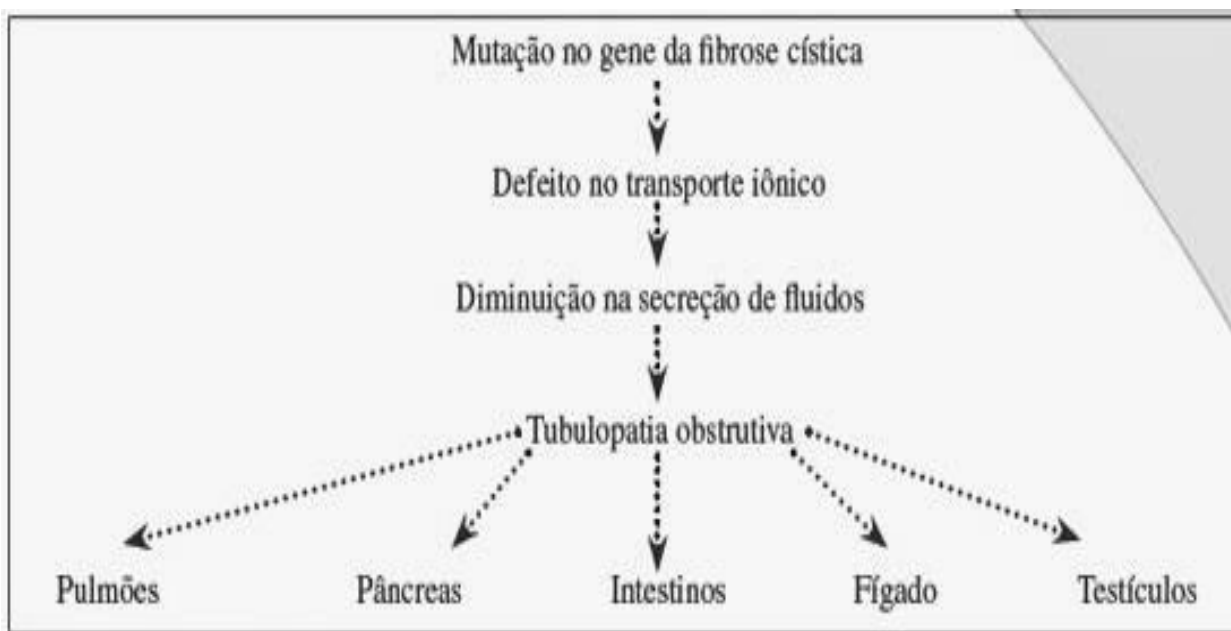 Mutação no gene da fibrose cística
Defeito no transporte iônico
Diminuição na secreção de fluidos
Tubulopatia obstrutiva
Pulmões Pâncreas Intestinos Fígado Testículos